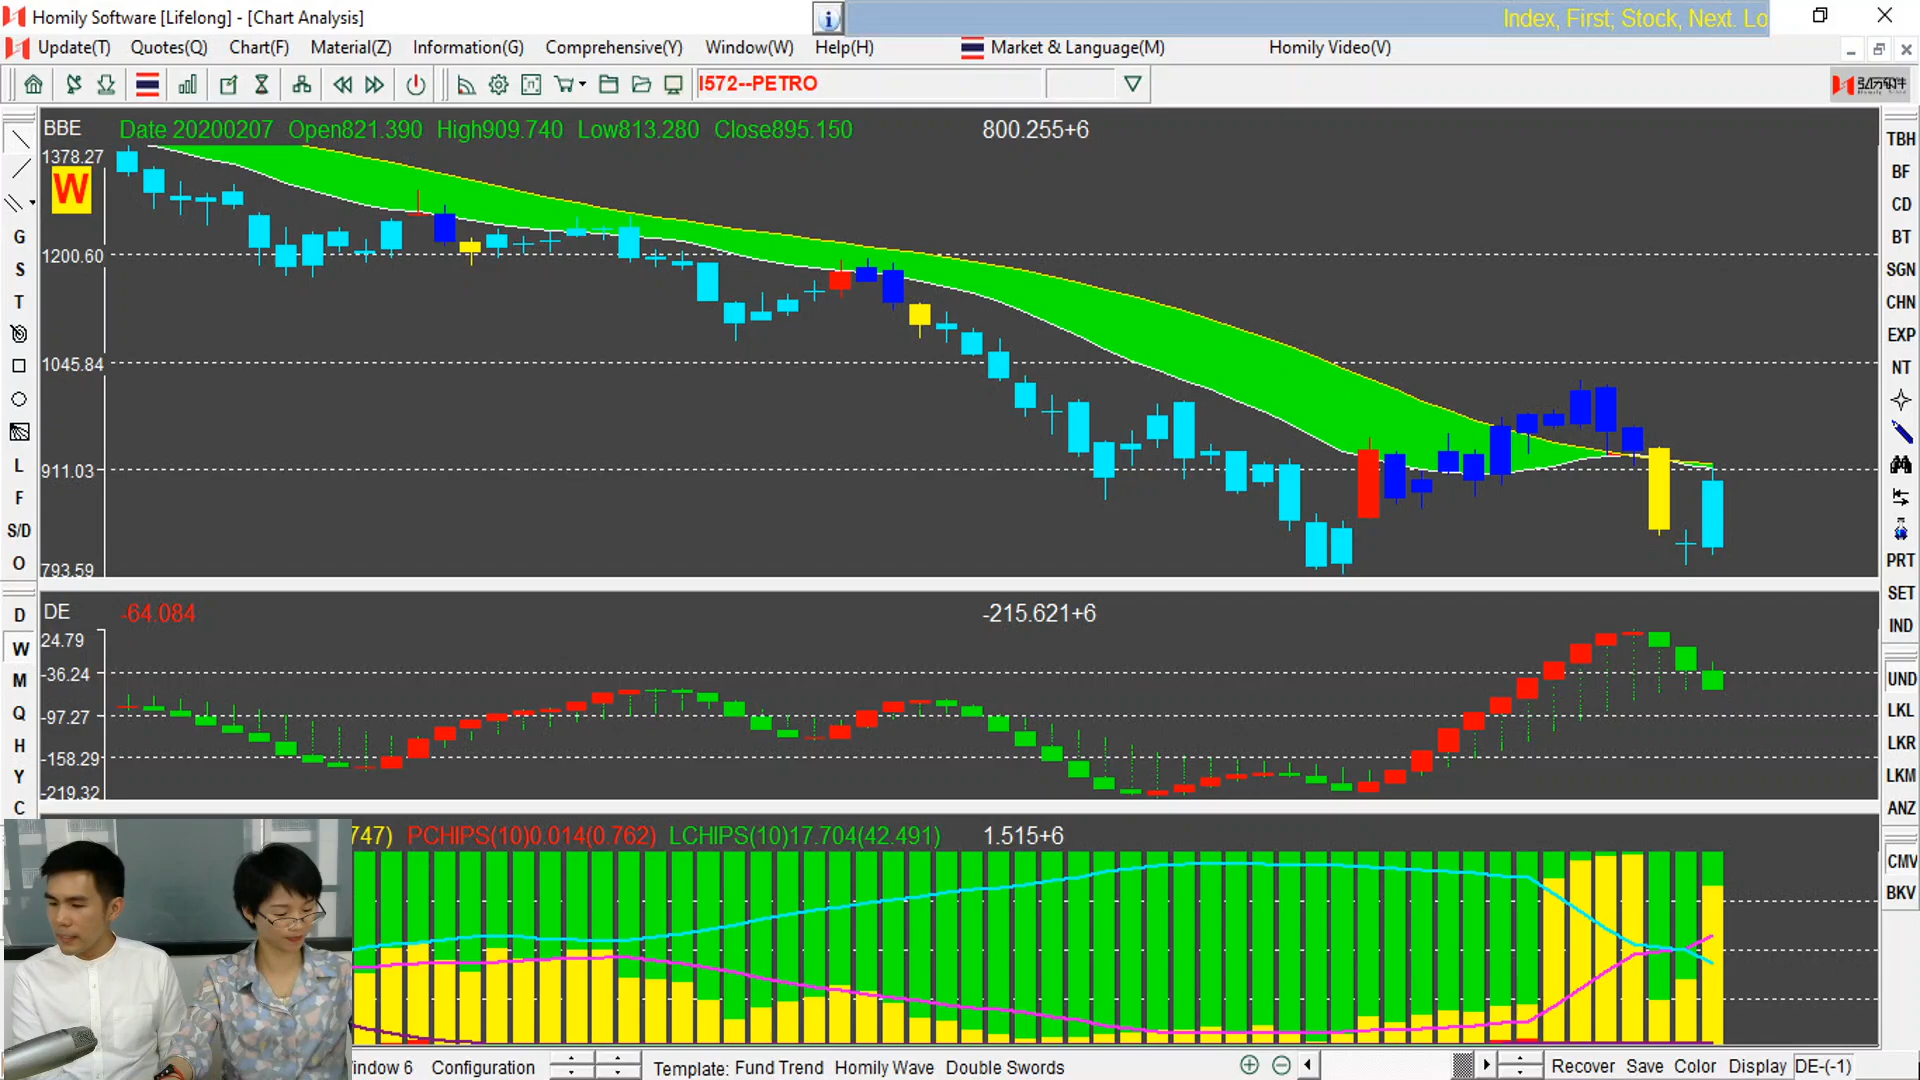 Homily Software [Lifelong] - [Chart Analysis]
Index, First; Stock, Next. Lo
Update(T) Quotes(Q) Chart(F) Material(Z) Information(G) Comprehensive(Y) Window(W) Help(H) Market & Language(M) Homily Video(V)
I572--PETRO
BBE Date 20200207 Open821.390 High909.740 Low813.280 Close895.150 800.255+6
1378.27
W
1200.60
1045.84
911.03
793.59
DE -64.084 -215.621+6
24.79
-36.24
-97.27
-158.29
-219.32
747) PCHIPS(10)0.014(0.762) LCHIPS(10)17.704(42.491) 1.515+6
G
S
T
L
F
S/D
O
D
W
M
Q
H
Y
C
TBH
BF
CD
BT
SGN
CHN
EXP
NT
PRT
SET
IND
UND
LKL
LKR
LKM
ANZ
CMV
BKV
indow 6 Configuration Template: Fund Trend Homily Wave Double Swords Recover Save Color Display DE-(-1)